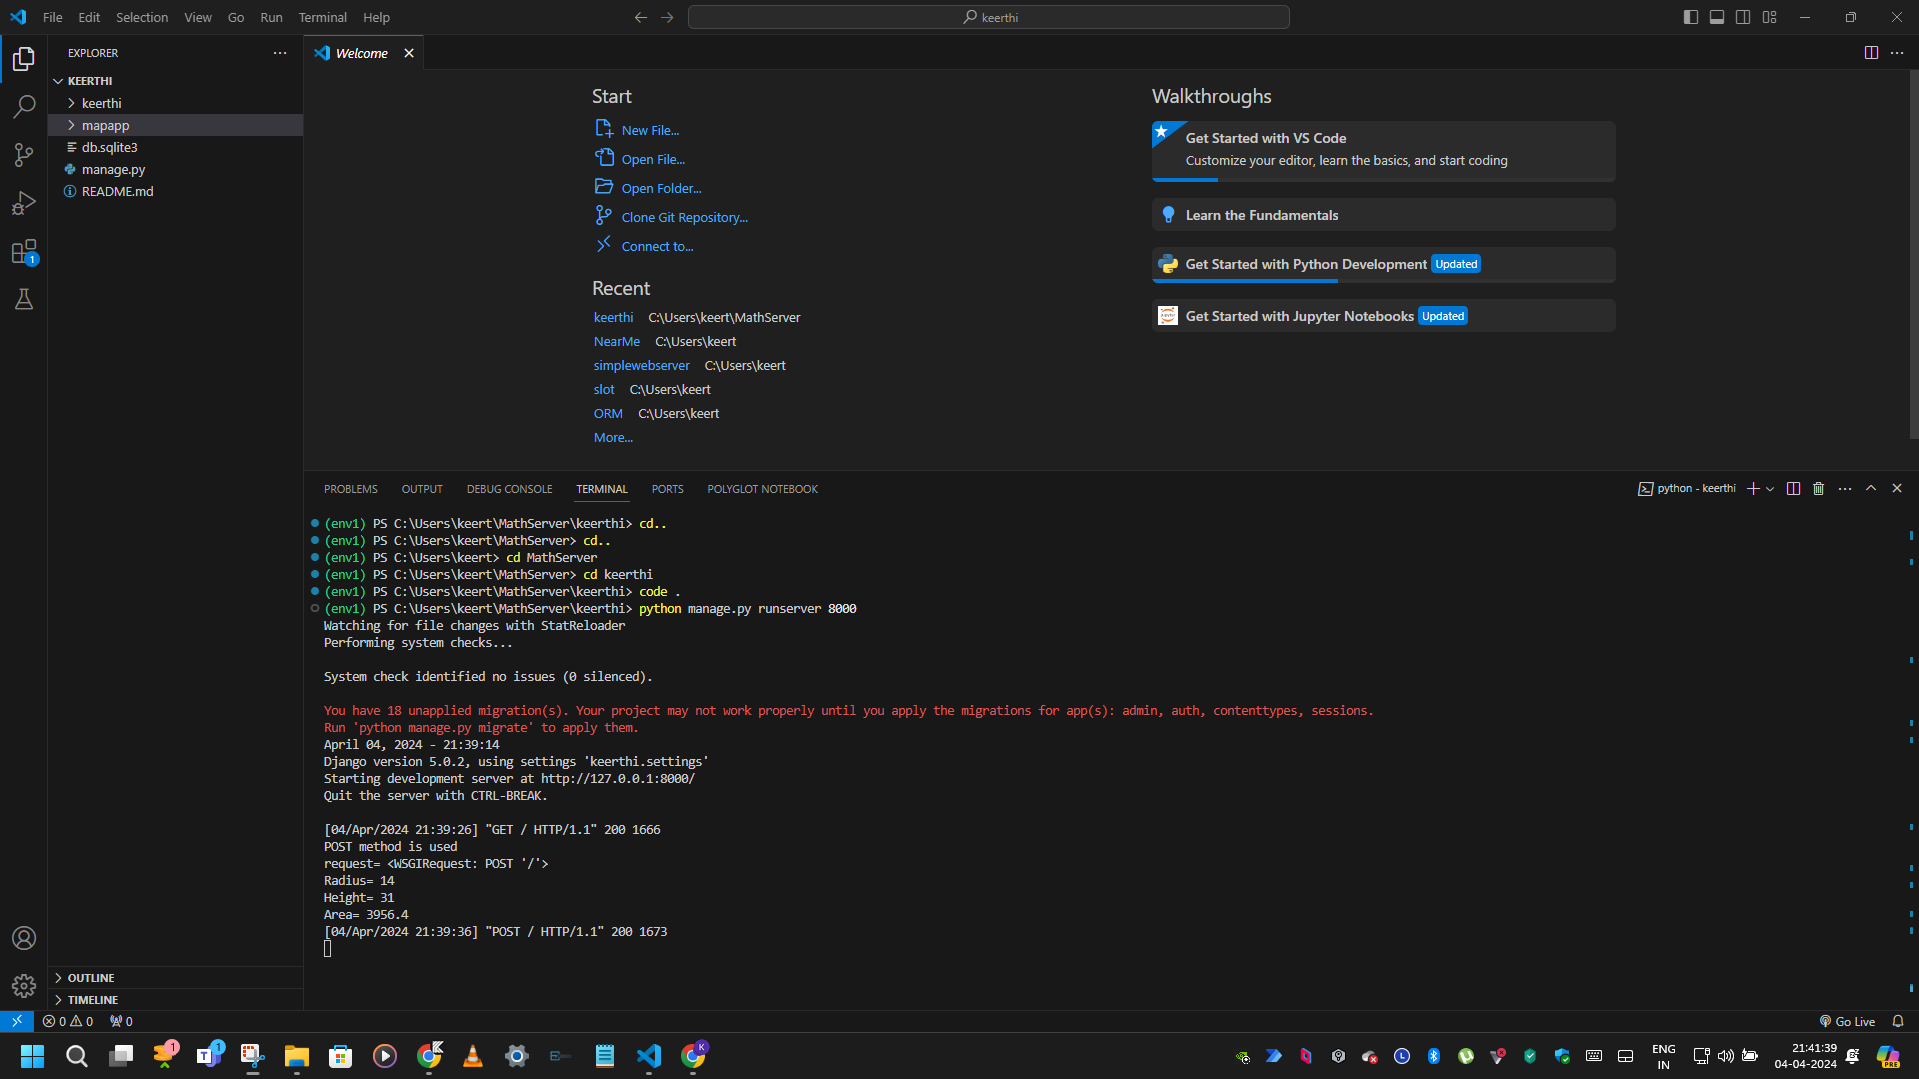 File Edit Selection View Go Run Terminal Help
keerthi
EXPLORER
Welcome
KEERTHI
keerthi
mapapp
db.sqlite3
manage.py
README.md
Start
New File...
Open File...
Open Folder...
Clone Git Repository...
Connect to...
Recent
keerthi C:\Users\keert\MathServer
NearMe C:\Users\keert
simplewebserver C:\Users\keert
slot C:\Users\keert
ORM C:\Users\keert
More...
Walkthroughs
Get Started with VS Code
Customize your editor, learn the basics, and start coding
Learn the Fundamentals
Get Started with Python Development Updated
Get Started with Jupyter Notebooks Updated
1
PROBLEMS OUTPUT DEBUG CONSOLE TERMINAL PORTS POLYGLOT NOTEBOOK
python - keerthi
(env1) PS C:\Users\keert\MathServer\keerthi> cd..
(env1) PS C:\Users\keert\MathServer> cd..
(env1) PS C:\Users\keert> cd MathServer
(env1) PS C:\Users\keert\MathServer> cd keerthi
(env1) PS C:\Users\keert\MathServer\keerthi> code .
(env1) PS C:\Users\keert\MathServer\keerthi> python manage.py runserver 8000
Watching for file changes with StatReloader
Performing system checks...
System check identified no issues (0 silenced).
You have 18 unapplied migration(s). Your project may not work properly until you apply the migrations for app(s): admin, auth, contenttypes, sessions.
Run 'python manage.py migrate' to apply them.
April 04, 2024 - 21:39:14
Django version 5.0.2, using settings 'keerthi.settings'
Starting development server at http://127.0.0.1:8000/
Quit the server with CTRL-BREAK.
[04/Apr/2024 21:39:26] "GET / HTTP/1.1" 200 1666
POST method is used
request= <WSGIRequest: POST '/'>
Radius= 14
Height= 31
Area= 3956.4
[04/Apr/2024 21:39:36] "POST / HTTP/1.1" 200 1673
OUTLINE
TIMELINE
0 0 0
Go Live
1
1
K
ENG
IN
21:41:39
04-04-2024
PRE